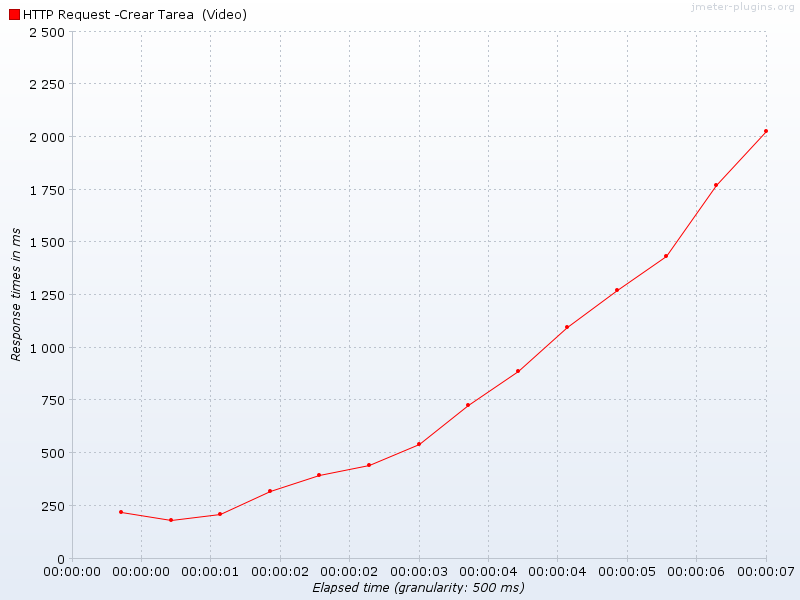 jmeter-plugins.org
HTTP Request -Crear Tarea (Video)
2 500
2 250
2 000
1 750
1 500
1 250
1 000
750
500
250
0
Response times in ms
00:00:00 00:00:00 00:00:01 00:00:02 00:00:02 00:00:03 00:00:04 00:00:04 00:00:05 00:00:06 00:00:07
Elapsed time (granularity: 500 ms)